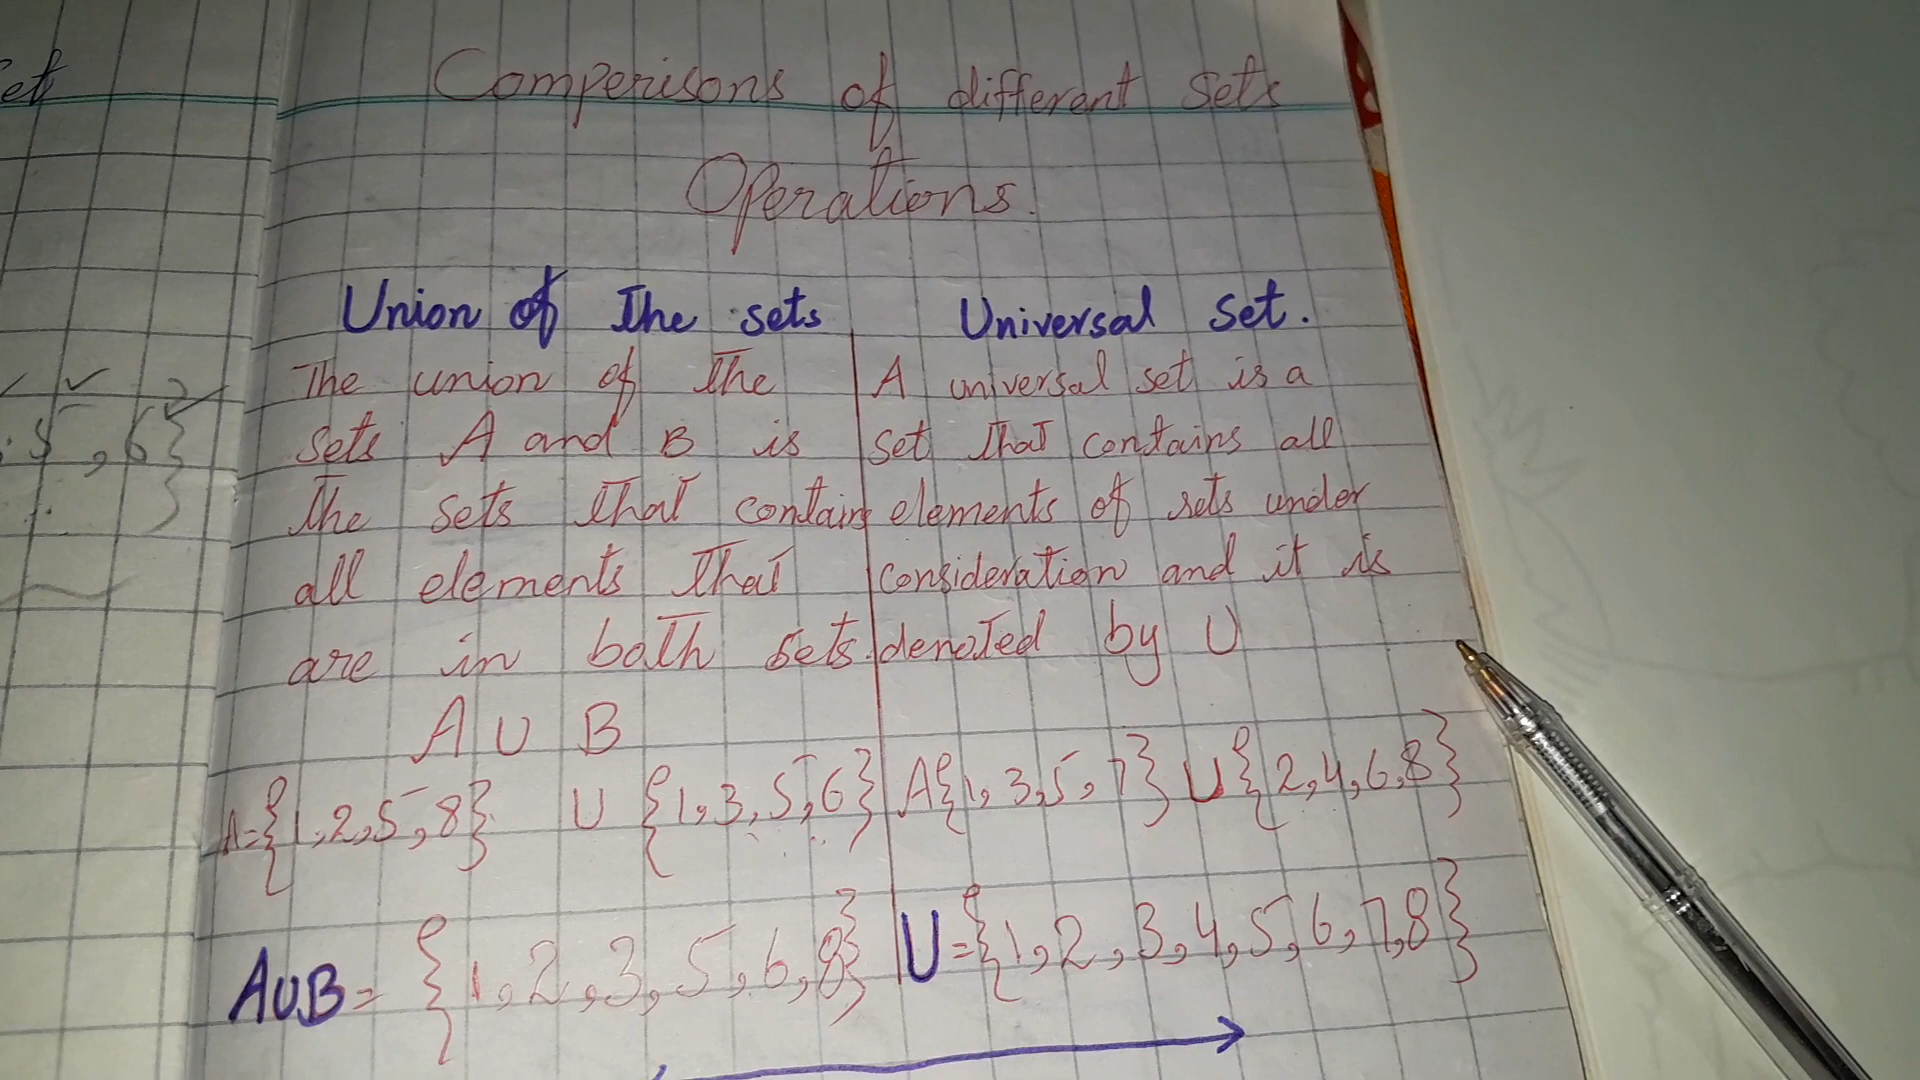 et
Comperisons of different sets
Operations.
Union of The sets
The union of The
sets A and B is
The sets That contain
all elements That
are in both sets.
A U B
A={1,2,5,8} U {1,3,5,6}
AUB= {1,2,3,5,6,8}
Universal set.
A universal set is a
set That contains all
elements of sets under
consideration and it is
denoted by U
A{1,3,5,7} U {2,4,6,8}
U={1,2,3,4,5,6,7,8}
5,6}